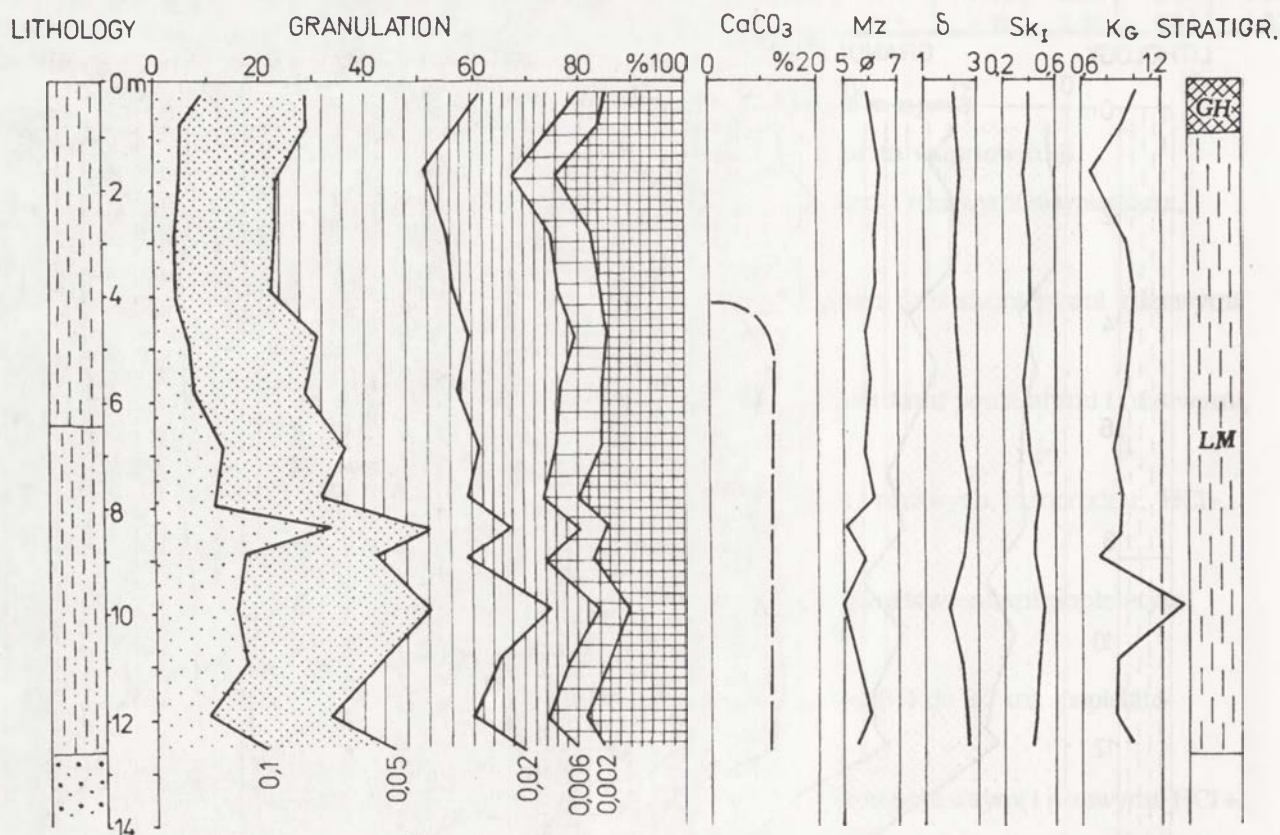 LITHOLOGY GRANULATION CaCO₃ Mz δ Sk_I K_G STRATIGR.
0 20 40 60 80 %100 0 %20 5 ø 7 1 3 0,2 0,6 0,6 1,2
0m
GH
2
4
6
LM
8
10
12
0,1 0,05 0,02 0,006 0,002
14